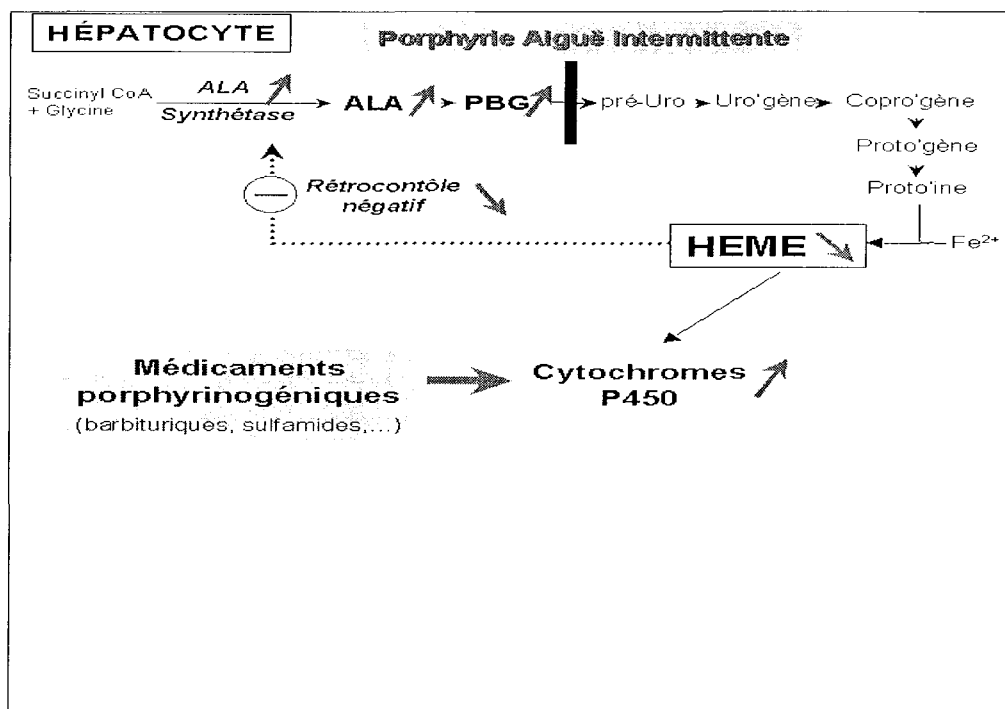 HÉPATOCYTE
Porphyrie Aiguë Intermittente
Succinyl CoA
+ Glycine
ALA
Synthétase
ALA
PBG
pré-Uro
Uro'gène
Copro'gène
Proto'gène
Proto'ine
Rétrocontôle
négatif
HEME
Fe²⁺
Médicaments
porphyrinogéniques
(barbituriques, sulfamides,...)
Cytochromes
P450